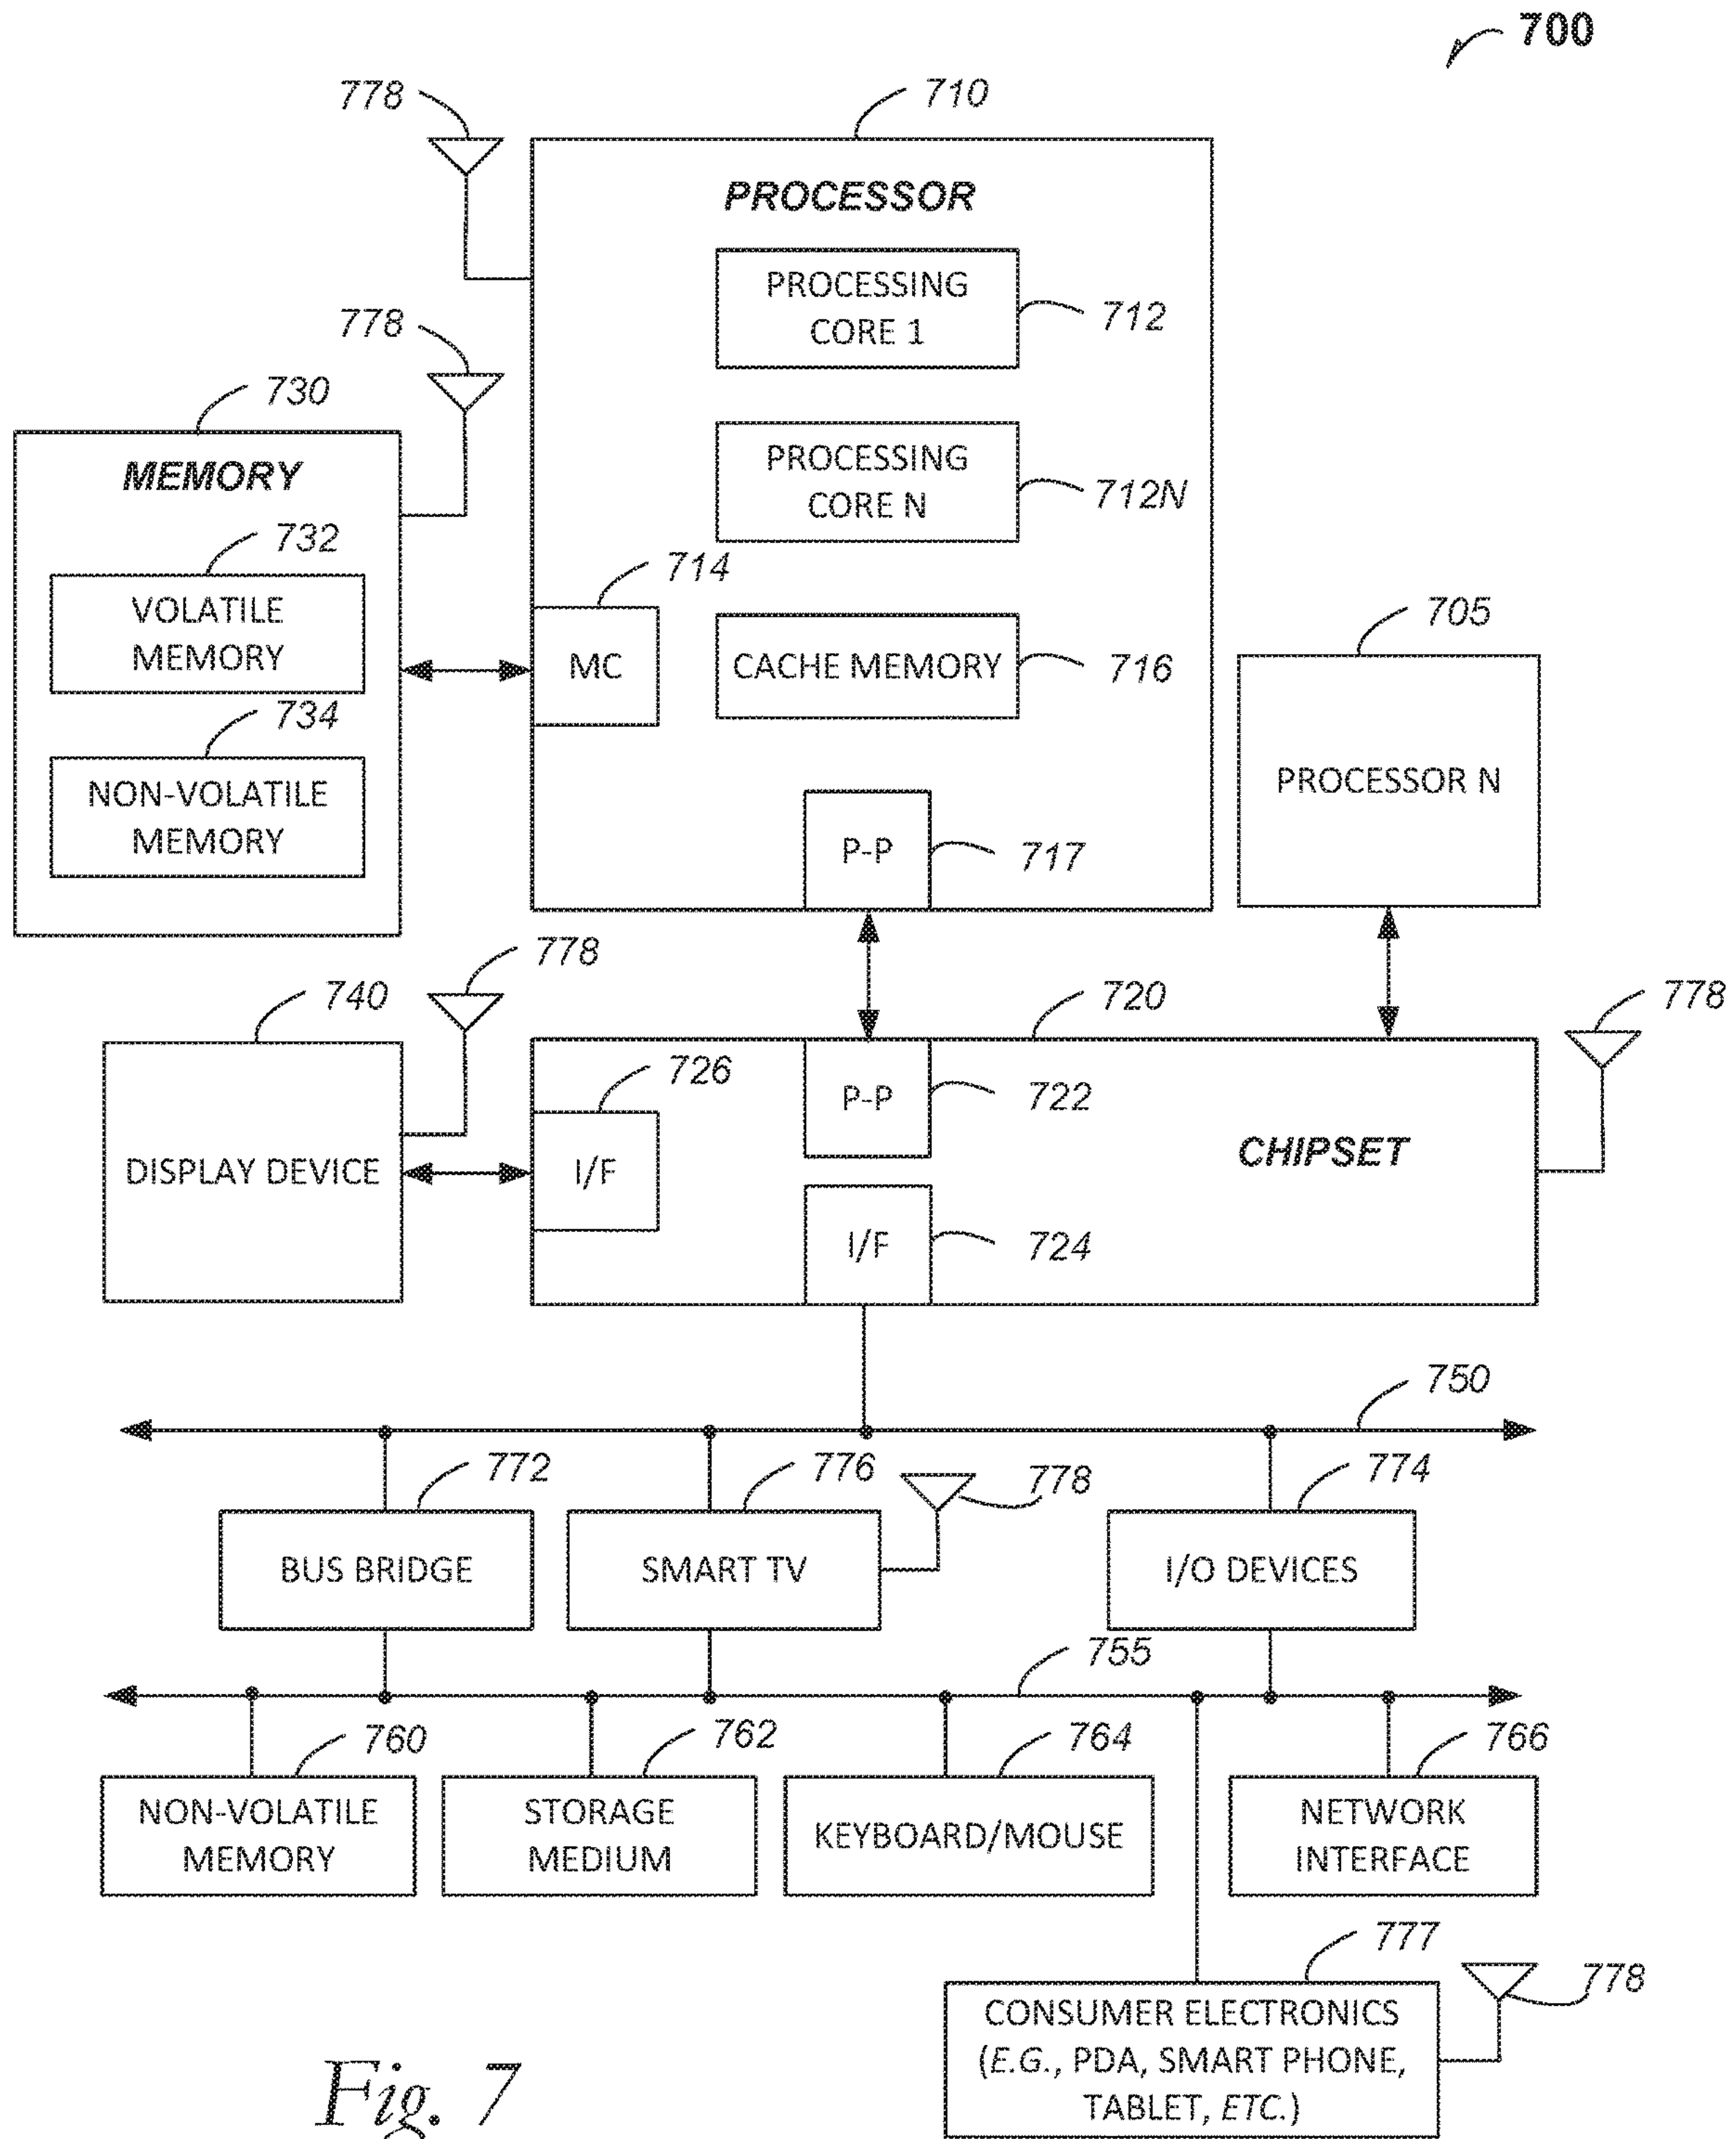 700
778
710
PROCESSOR
PROCESSING
CORE 1
712
778
730
MEMORY
PROCESSING
CORE N
712N
732
VOLATILE
MEMORY
714
MC
CACHE MEMORY
716
705
PROCESSOR N
734
NON-VOLATILE
MEMORY
P-P
717
778
740
720
778
DISPLAY DEVICE
726
I/F
P-P
722
CHIPSET
I/F
724
750
772
776
778
774
BUS BRIDGE
SMART TV
I/O DEVICES
755
760
762
764
766
NON-VOLATILE
MEMORY
STORAGE
MEDIUM
KEYBOARD/MOUSE
NETWORK
INTERFACE
777
778
CONSUMER ELECTRONICS
(E.G., PDA, SMART PHONE,
TABLET, ETC.)
Fig. 7